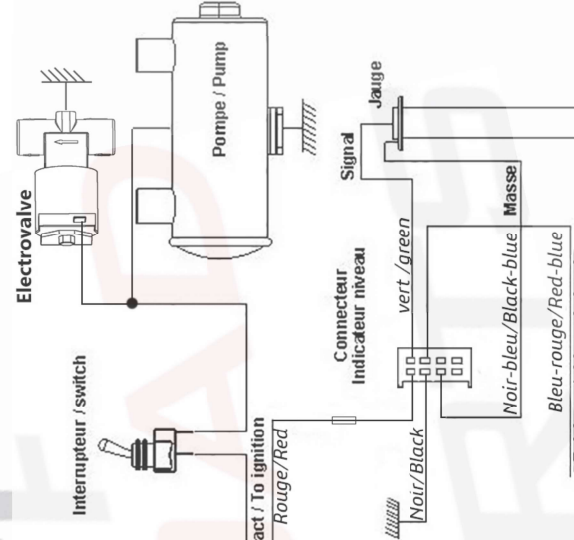 Electrovalve
Pompe / Pump
Interrupteur / switch
Signal
Jauge
Masse
Connecteur
Indicateur niveau
vert /green
Noir-bleu/Black-blue
Bleu-rouge/Red-blue
act / To ignition
Rouge/Red
Noir/Black